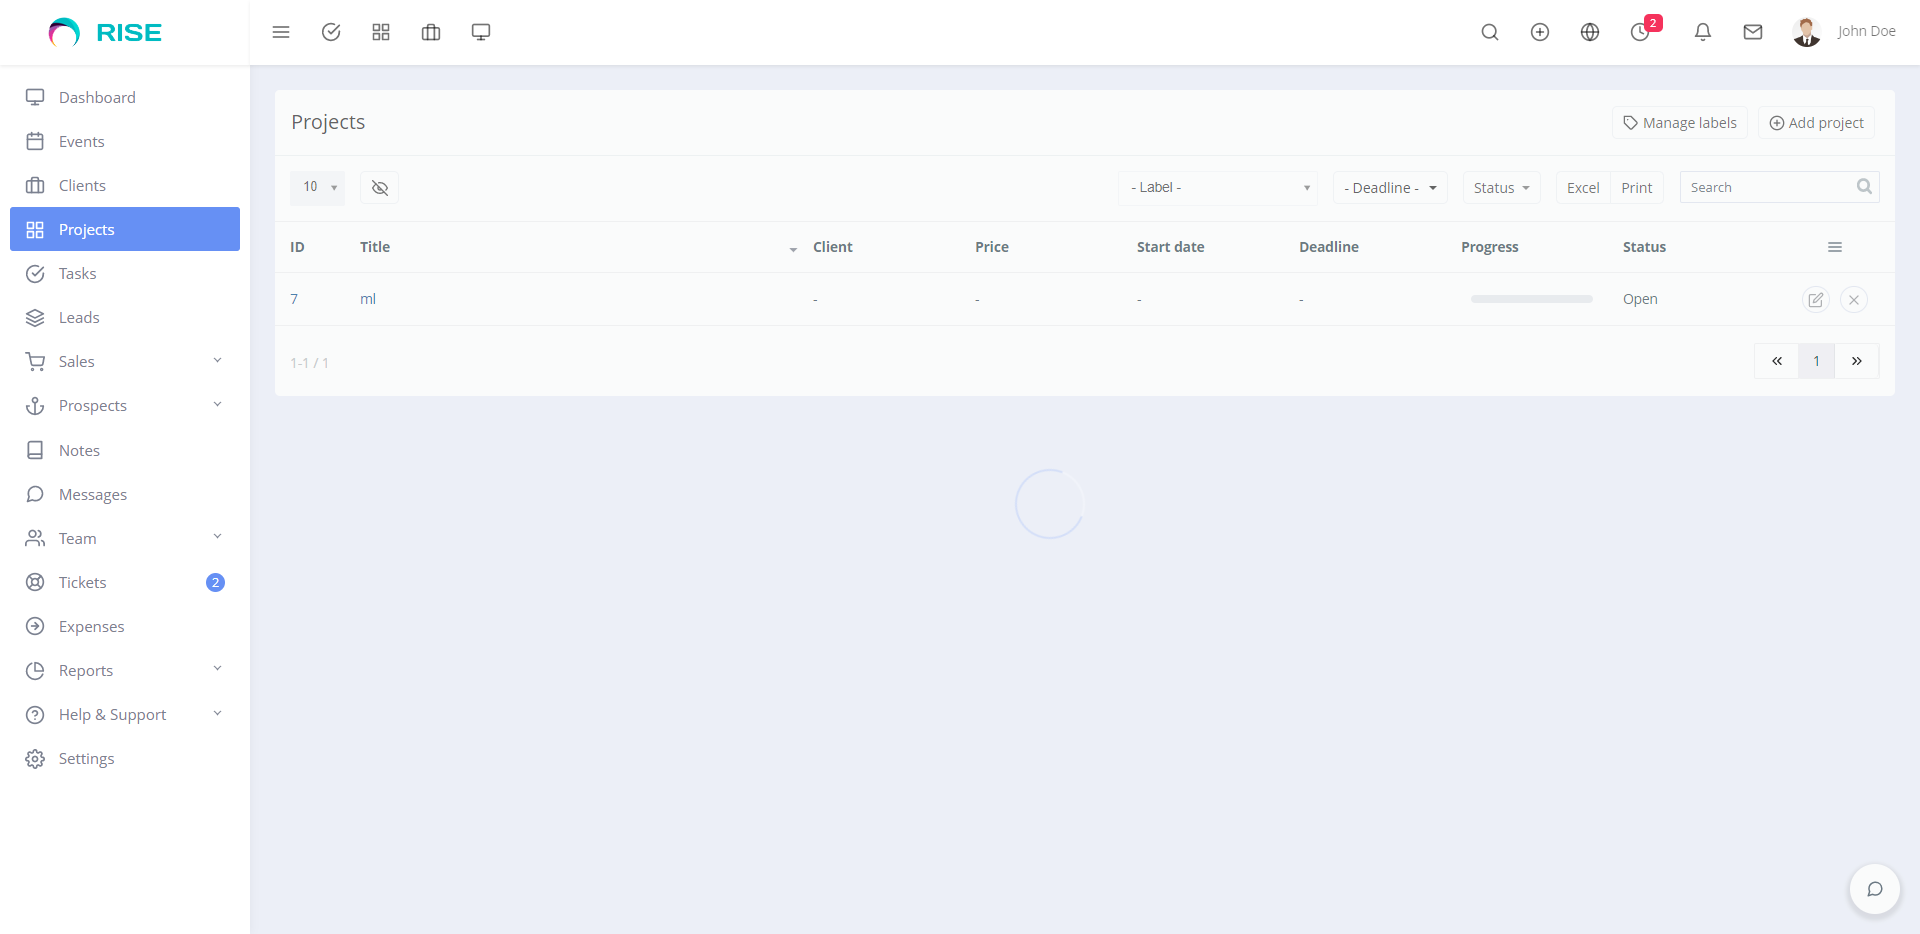 RISE
2
John Doe
Dashboard
Events
Clients
Projects
Tasks
Leads
Sales
Prospects
Notes
Messages
Team
Tickets 2
Expenses
Reports
Help & Support
Settings
Projects
Manage labels
Add project
10
- Label -
- Deadline -
Status
Excel
Print
Search
ID Title Client Price Start date Deadline Progress Status
7 ml - - - - Open
1-1 / 1
« 1 »